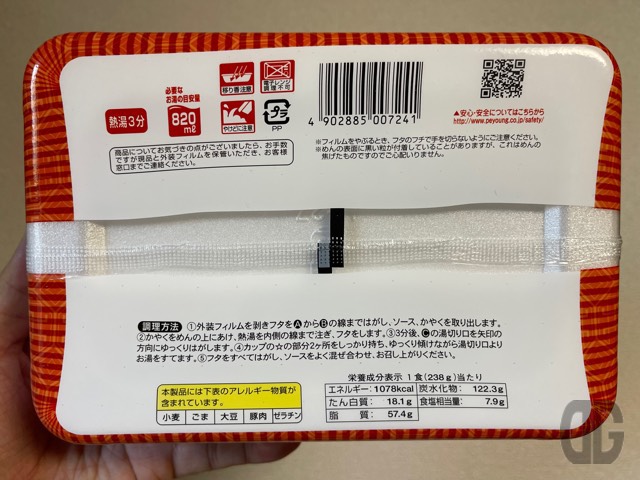 熱湯3分
必要な
お湯の目安量
820
mℓ
移り香注意
電子レンジ
調理不可
やけどに注意
PP
商品についてお気づきの点がございましたら、お手数
ですが現品と外装フィルムを保管いただき、お客様
窓口までご連絡ください。
4 902885 007241
▲安心・安全についてはこちらから
http://www.peyoung.co.jp/safety/
※フィルムをやぶるとき、フタのフチで手を切らないようにご注意ください。
※めんの表面に黒い粒が付着していることがありますが、これはめんの
焦げたものですのでご心配いりません。
調理方法 ①外装フィルムを剥きフタをAからBの線まではがし、ソース、かやくを取り出します。
②かやくをめんの上にあけ、熱湯を内側の線まで注ぎ、フタをします。③3分後、Cの湯切り口を矢印の
方向にゆっくりはがします。④カップの☆の部分2ヶ所をしっかり持ち、ゆっくり傾けながら湯切り口より
お湯をすてます。⑤フタをすべてはがし、ソースをよく混ぜ合わせ、お召し上がりください。
本製品には下表のアレルギー物質が
含まれています。
小麦 ごま 大豆 豚肉 ゼラチン
栄養成分表示 1食(238g)当たり
エネルギー: 1078kcal 炭水化物: 122.3g
たん白質: 18.1g 食塩相当量: 7.9g
脂質: 57.4g
DG